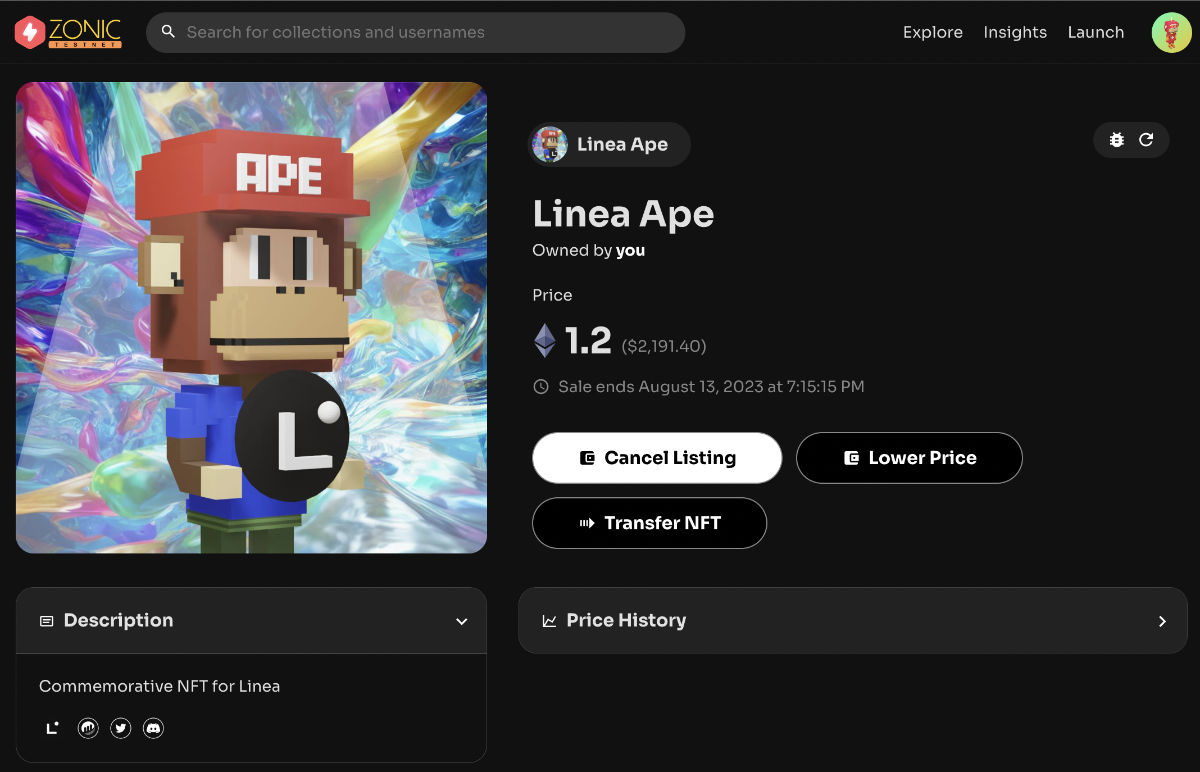 ZONIC
TESTNET
Search for collections and usernames
Explore
Insights
Launch
APE
L
Linea Ape
Linea Ape
Owned by you
Price
1.2 ($2,191.40)
Sale ends August 13, 2023 at 7:15:15 PM
Cancel Listing
Lower Price
Transfer NFT
Description
Commemorative NFT for Linea
Price History